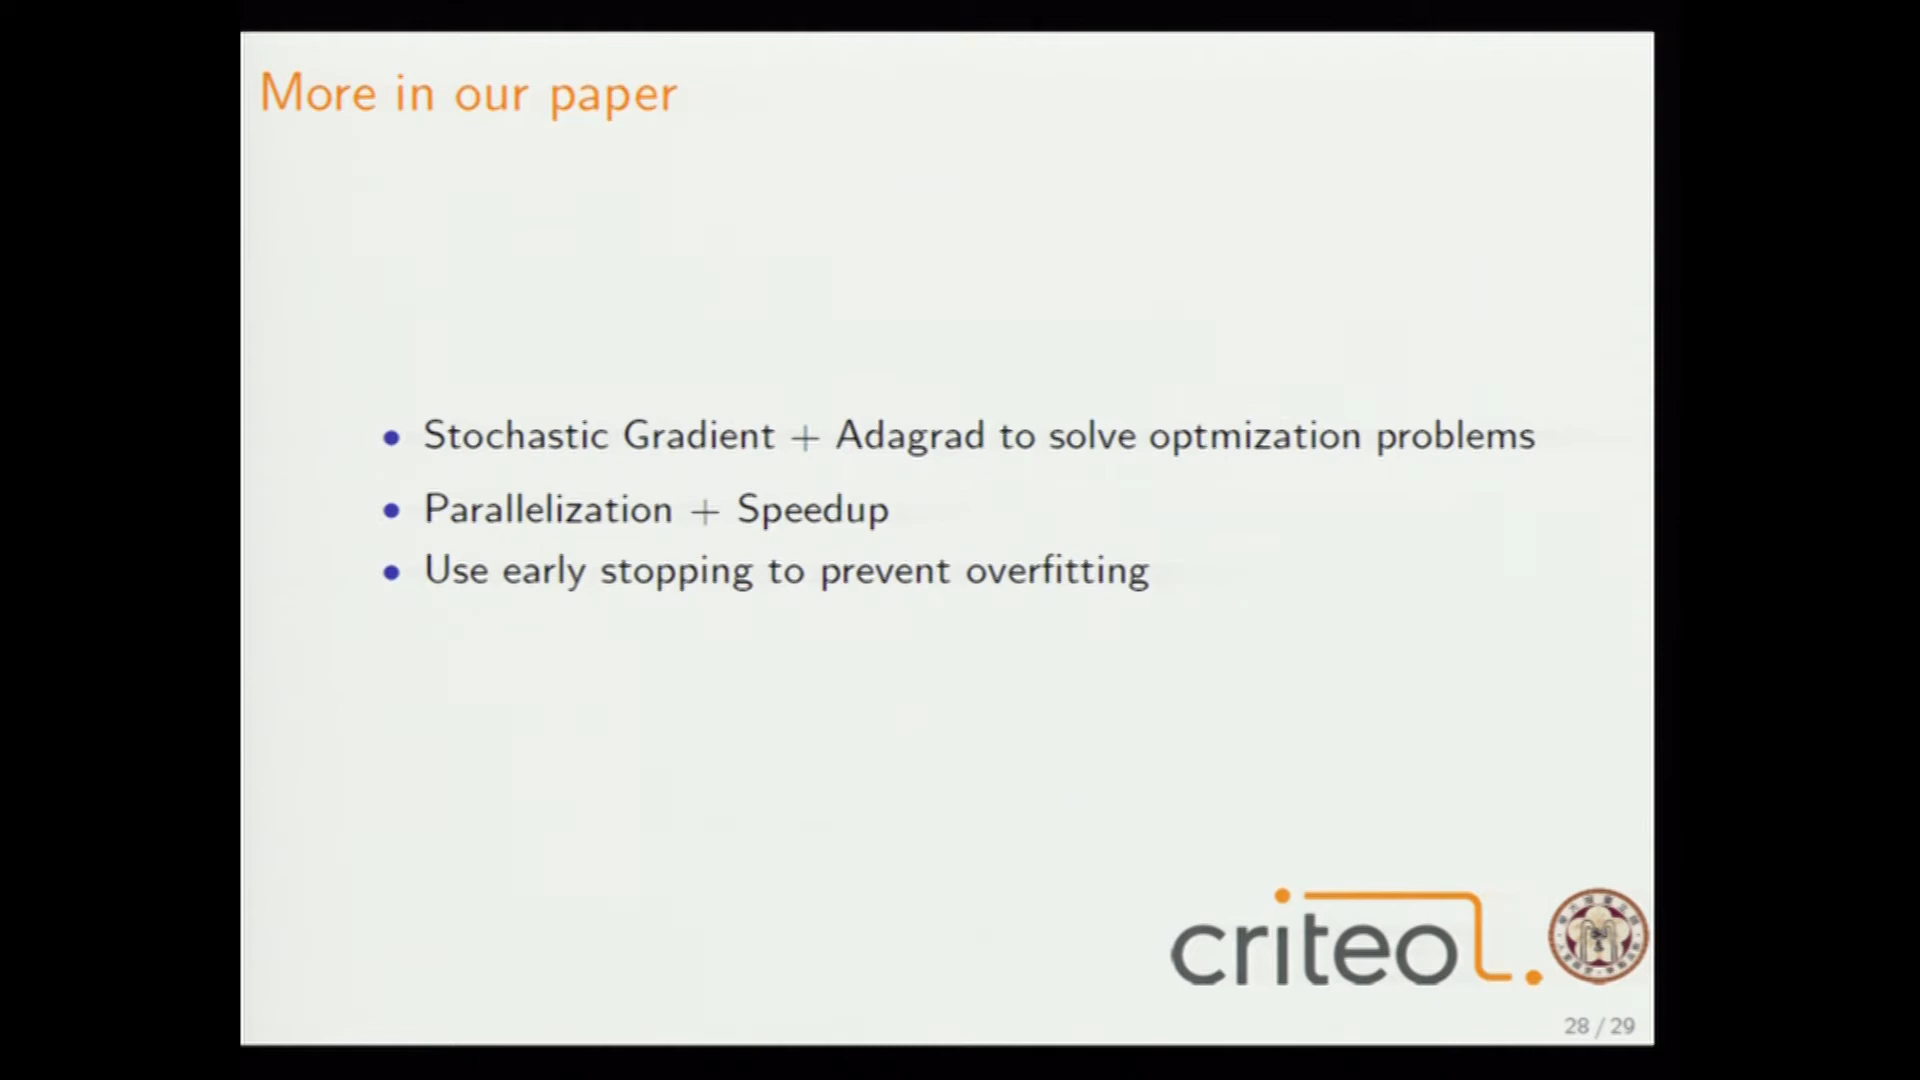 More in our paper
• Stochastic Gradient + Adagrad to solve optmization problems
• Parallelization + Speedup
• Use early stopping to prevent overfitting
criteo
28 / 29